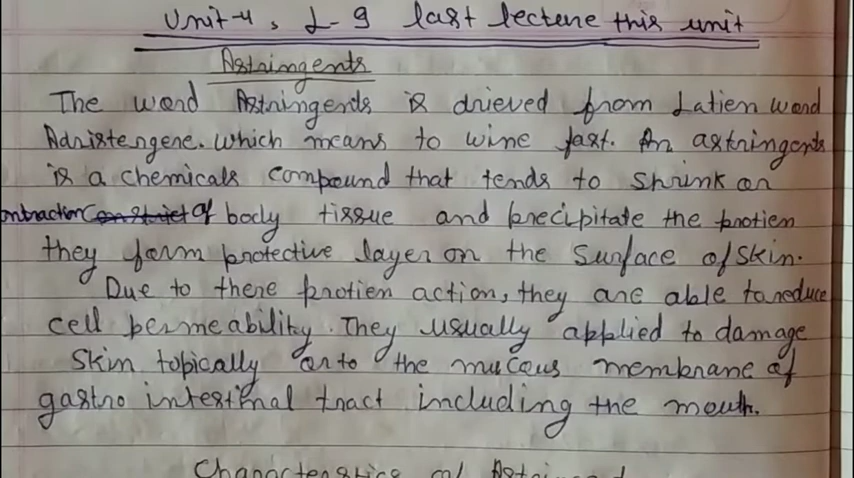 Unit-4, L-9 last lecture this unit
Astringents
The word Astringents is drieved from Latien word
Adristengene. which means to wine fast. An astringents
is a chemicals compound that tends to shrink or
contraction of body tissue and precipitate the protien
they form protective layer on the surface of skin.
Due to there protien action, they are able to reduce
cell permeability. They usually applied to damage
skin topically or to the mucous membrane of
gastro intestinal tract including the mouth.
Characteristics of